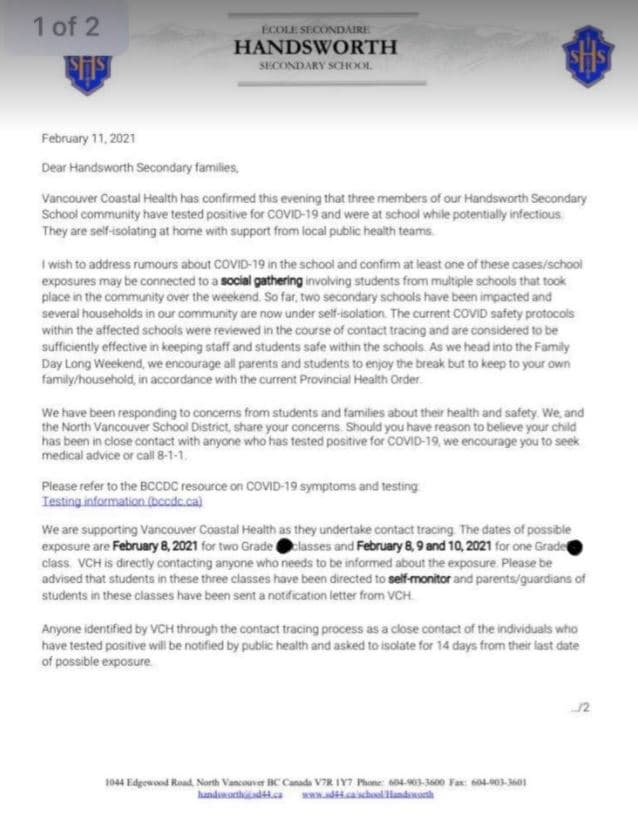 1 of 2
ÉCOLE SECONDAIRE
HANDSWORTH
SECONDARY SCHOOL
SHS
SHS
February 11, 2021
Dear Handsworth Secondary families,
Vancouver Coastal Health has confirmed this evening that three members of our Handsworth Secondary
School community have tested positive for COVID-19 and were at school while potentially infectious.
They are self-isolating at home with support from local public health teams.
I wish to address rumours about COVID-19 in the school and confirm at least one of these cases/school
exposures may be connected to a social gathering involving students from multiple schools that took
place in the community over the weekend. So far, two secondary schools have been impacted and
several households in our community are now under self-isolation. The current COVID safety protocols
within the affected schools were reviewed in the course of contact tracing and are considered to be
sufficiently effective in keeping staff and students safe within the schools. As we head into the Family
Day Long Weekend, we encourage all parents and students to enjoy the break but to keep to your own
family/household, in accordance with the current Provincial Health Order.
We have been responding to concerns from students and families about their health and safety. We, and
the North Vancouver School District, share your concerns. Should you have reason to believe your child
has been in close contact with anyone who has tested positive for COVID-19, we encourage you to seek
medical advice or call 8-1-1.
Please refer to the BCCDC resource on COVID-19 symptoms and testing:
Testing information (bccdc.ca)
We are supporting Vancouver Coastal Health as they undertake contact tracing. The dates of possible
exposure are February 8, 2021 for two Grade classes and February 8, 9 and 10, 2021 for one Grade
class. VCH is directly contacting anyone who needs to be informed about the exposure. Please be
advised that students in these three classes have been directed to self-monitor and parents/guardians of
students in these classes have been sent a notification letter from VCH.
Anyone identified by VCH through the contact tracing process as a close contact of the individuals who
have tested positive will be notified by public health and asked to isolate for 14 days from their last date
of possible exposure.
../2
1044 Edgewood Road, North Vancouver BC Canada V7R 1Y7 Phone: 604-903-3600 Fax: 604-903-3601
handsworth@sd44.ca www.sd44.ca/school/Handsworth